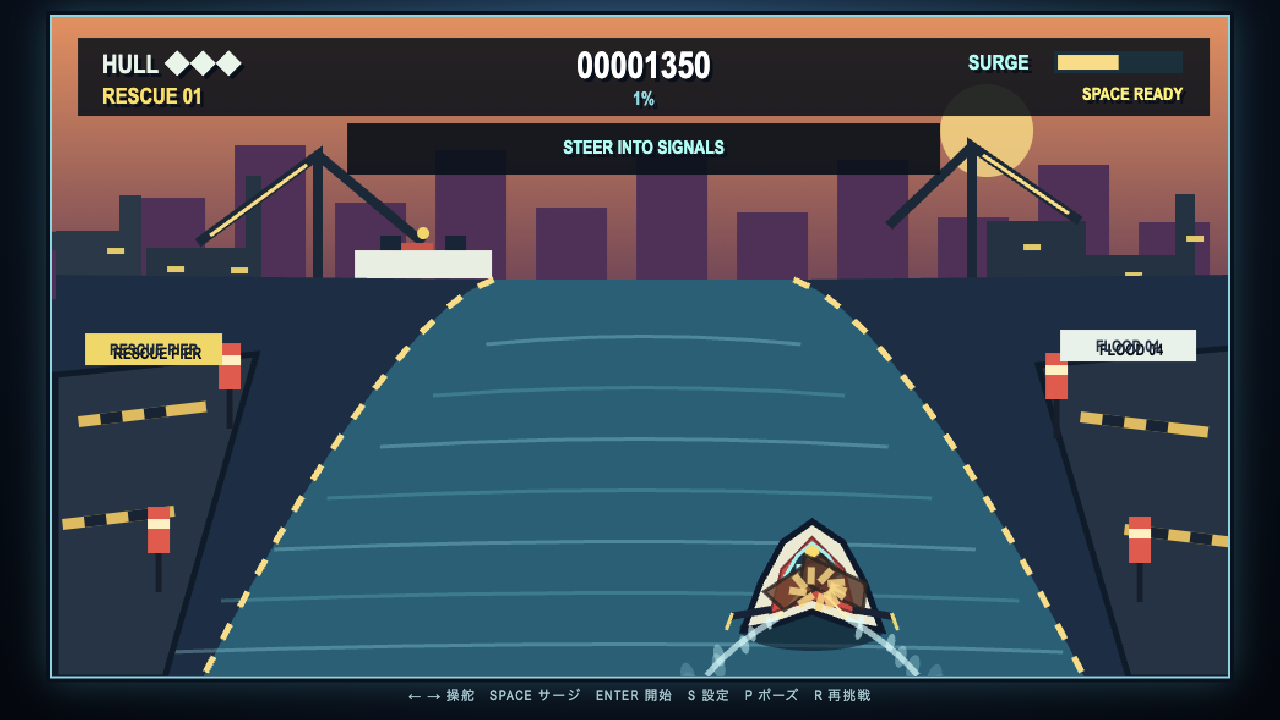 HULL
00001350
SURGE
RESCUE 01
1%
SPACE READY
STEER INTO SIGNALS
RESCUE PIER
FLOOD 04
← → 操舵 SPACE サージ ENTER 開始 S 設定 P ポーズ R 再挑戦